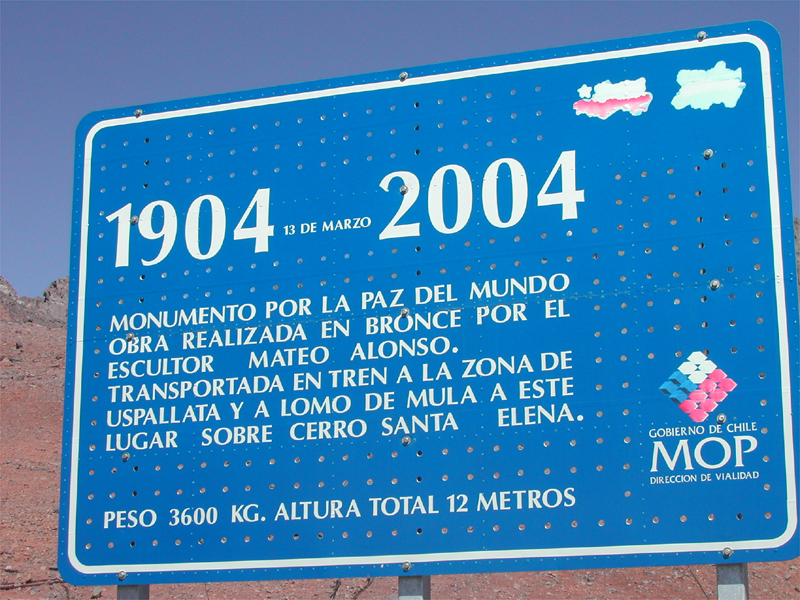 1904 13 DE MARZO 2004
MONUMENTO POR LA PAZ DEL MUNDO
OBRA REALIZADA EN BRONCE POR EL
ESCULTOR MATEO ALONSO.
TRANSPORTADA EN TREN A LA ZONA DE
USPALLATA Y A LOMO DE MULA A ESTE
LUGAR SOBRE CERRO SANTA ELENA.
PESO 3600 KG. ALTURA TOTAL 12 METROS
GOBIERNO DE CHILE
MOP
DIRECCION DE VIALIDAD